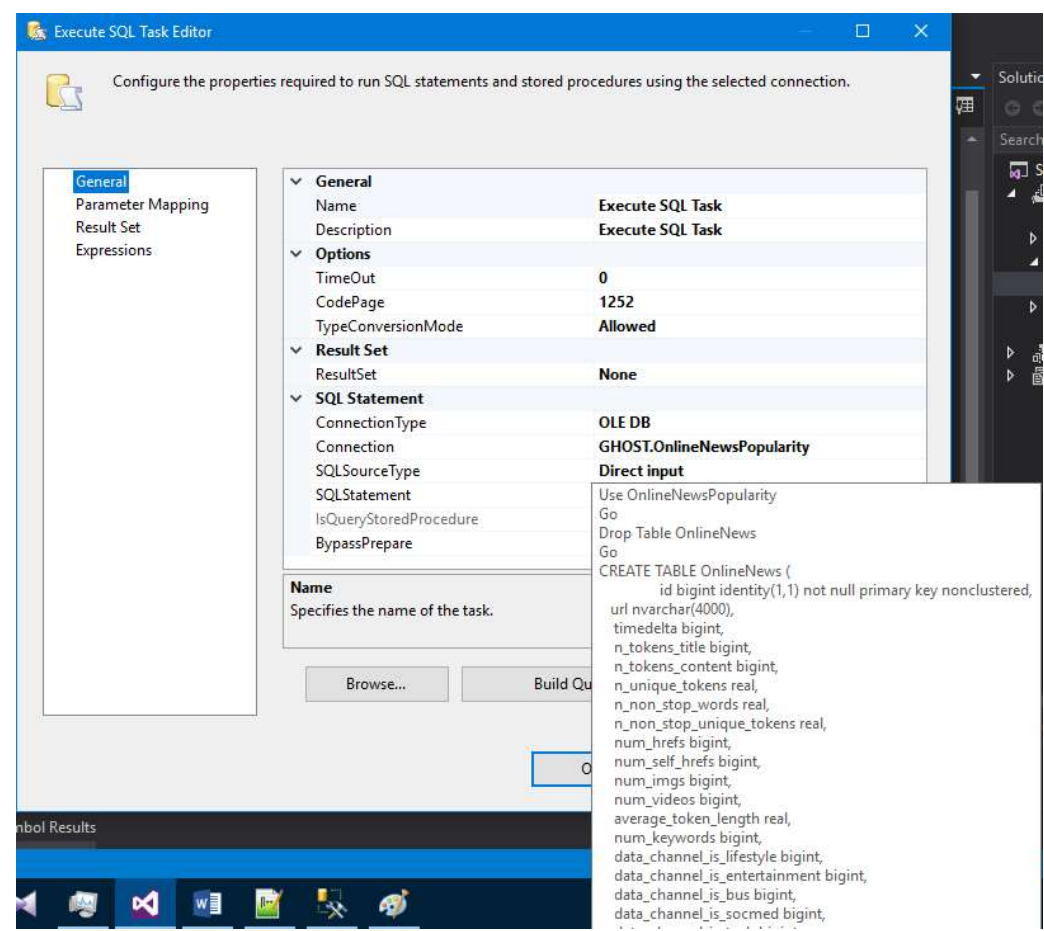 Execute SQL Task Editor
Configure the properties required to run SQL statements and stored procedures using the selected connection.
General
Parameter Mapping
Result Set
Expressions
General
Name Execute SQL Task
Description Execute SQL Task
Options
TimeOut 0
CodePage 1252
TypeConversionMode Allowed
Result Set
ResultSet None
SQL Statement
ConnectionType OLE DB
Connection GHOST.OnlineNewsPopularity
SQLSourceType Direct input
SQLStatement
IsQueryStoredProcedure
BypassPrepare
Name
Specifies the name of the task.
Browse...
Build Qu
O
Use OnlineNewsPopularity
Go
Drop Table OnlineNews
Go
CREATE TABLE OnlineNews (
id bigint identity(1,1) not null primary key nonclustered,
url nvarchar(4000),
timedelta bigint,
n_tokens_title bigint,
n_tokens_content bigint,
n_unique_tokens real,
n_non_stop_words real,
n_non_stop_unique_tokens real,
num_hrefs bigint,
num_self_hrefs bigint,
num_imgs bigint,
num_videos bigint,
average_token_length real,
num_keywords bigint,
data_channel_is_lifestyle bigint,
data_channel_is_entertainment bigint,
data_channel_is_bus bigint,
data_channel_is_socmed bigint,
Solutio
Search
S
nbol Results